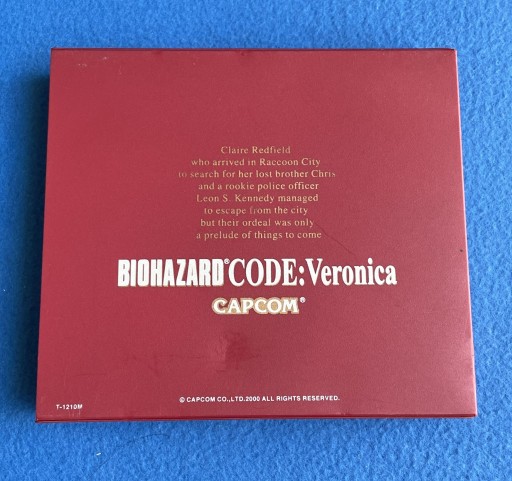 Claire Redfield
who arrived in Raccoon City
to search for her lost brother Chris
and a rookie police officer
Leon S. Kennedy managed
to escape from the city
but their ordeal was only
a prelude of things to come
BIOHAZARD® CODE:Veronica
CAPCOM®
© CAPCOM CO.,LTD.2000 ALL RIGHTS RESERVED.
T-1210M